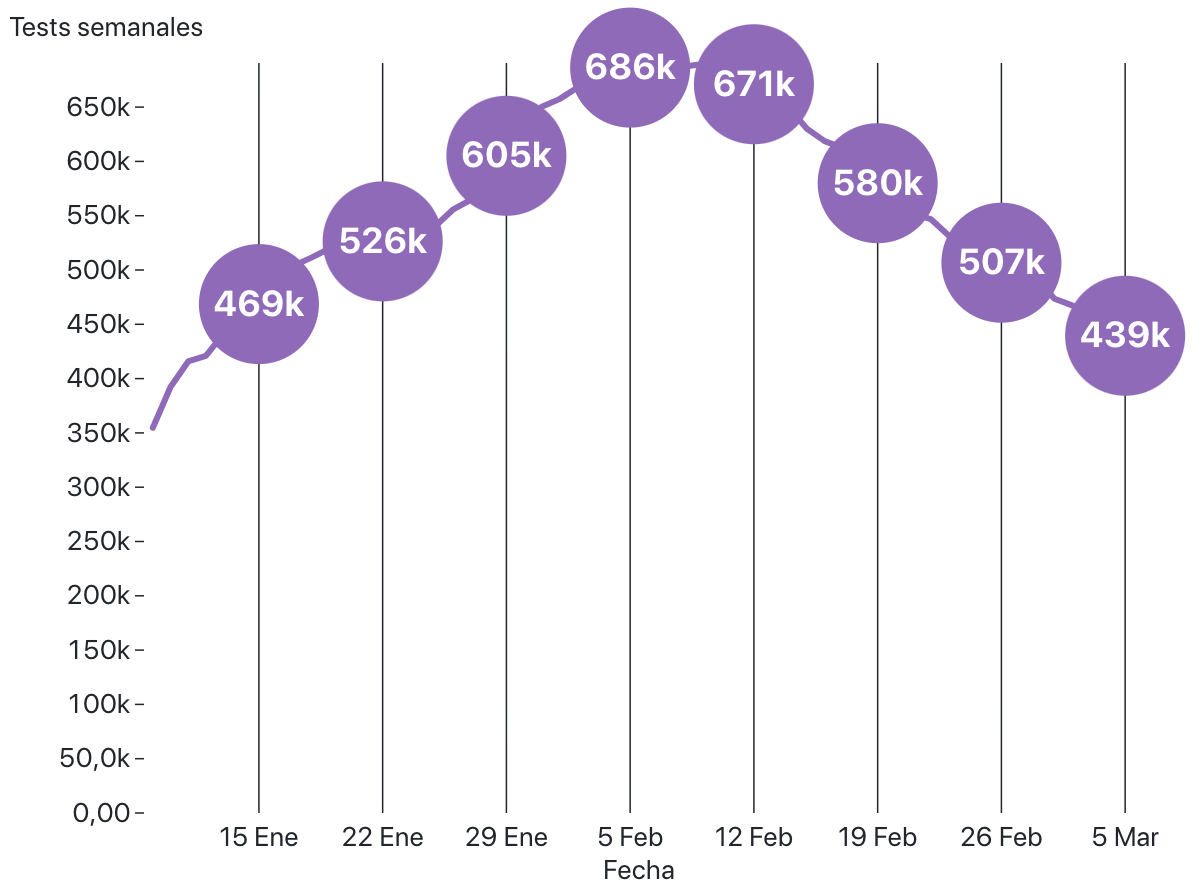 Tests semanales
650k
600k
550k
500k
450k
400k
350k
300k
250k
200k
150k
100k
50,0k
0,00
469k
526k
605k
686k
671k
580k
507k
439k
15 Ene
22 Ene
29 Ene
5 Feb
12 Feb
19 Feb
26 Feb
5 Mar
Fecha